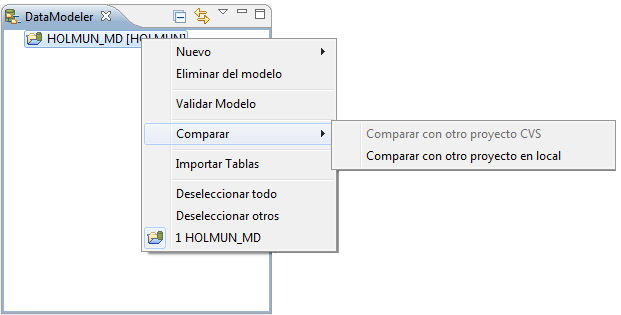 DataModeler
HOLMUN_MD [HOLMUN]
Nuevo
Eliminar del modelo
Validar Modelo
Comparar
Comparar con otro proyecto CVS
Comparar con otro proyecto en local
Importar Tablas
Deseleccionar todo
Deseleccionar otros
1 HOLMUN_MD